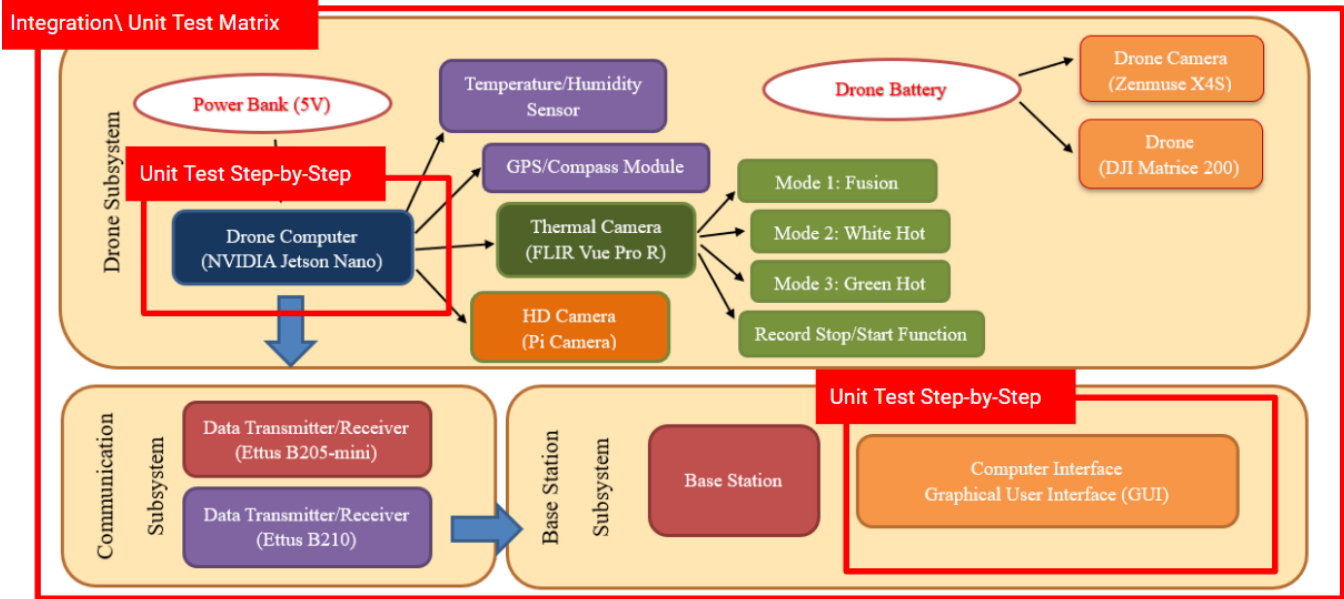 Integration\ Unit Test Matrix
Drone Subsystem
Power Bank (5V)
Temperature/Humidity
Sensor
Drone Battery
Drone Camera
(Zenmuse X4S)
Drone
(DJI Matrice 200)
Unit Test Step-by-Step
GPS/Compass Module
Drone Computer
(NVIDIA Jetson Nano)
Thermal Camera
(FLIR Vue Pro R)
Mode 1: Fusion
Mode 2: White Hot
Mode 3: Green Hot
Record Stop/Start Function
HD Camera
(Pi Camera)
Communication
Subsystem
Data Transmitter/Receiver
(Ettus B205-mini)
Data Transmitter/Receiver
(Ettus B210)
Base Station
Subsystem
Base Station
Unit Test Step-by-Step
Computer Interface
Graphical User Interface (GUI)